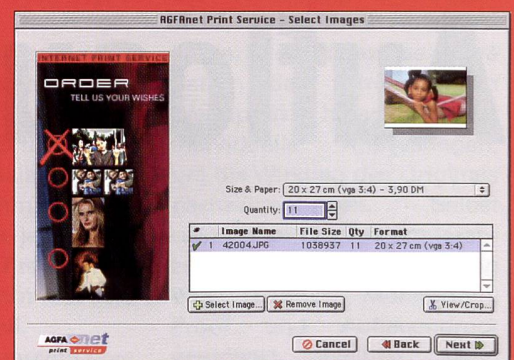 AGFAnet Print Service - Select Images
INTERNET PRINT SERVICE
ORDER
TELL US YOUR WISHES
Size & Paper: 20 x 27 cm (vga 3:4) - 3,90 DM
Quantity: 11
# Image Name File Size Qty Format
1 42004.JPG 1038937 11 20 x 27 cm (vga 3:4)
Select Image... Remove Image View/Crop...
AGFA net
print service
Cancel Back Next